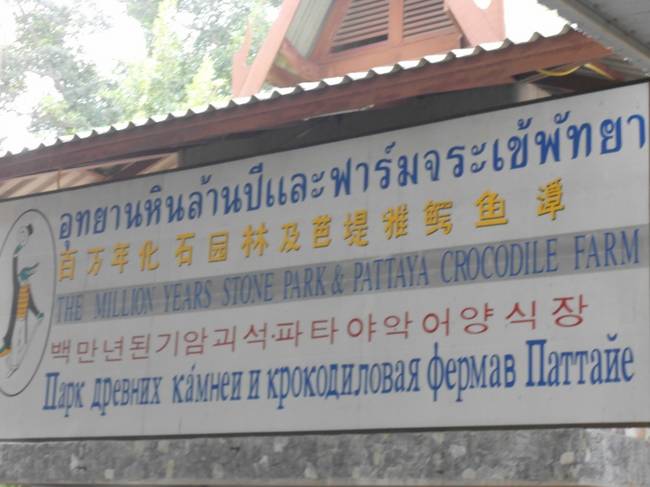 อุทยานหินล้านปีและฟาร์มจระเข้พัทยา
百万年化石园林及芭堤雅鳄鱼潭
THE MILLION YEARS STONE PARK & PATTAYA CROCODILE FARM
백만년된기암괴석·파타야악어양식장
Парк древних ка́мнеи и крокодиловая фермав Паттайе